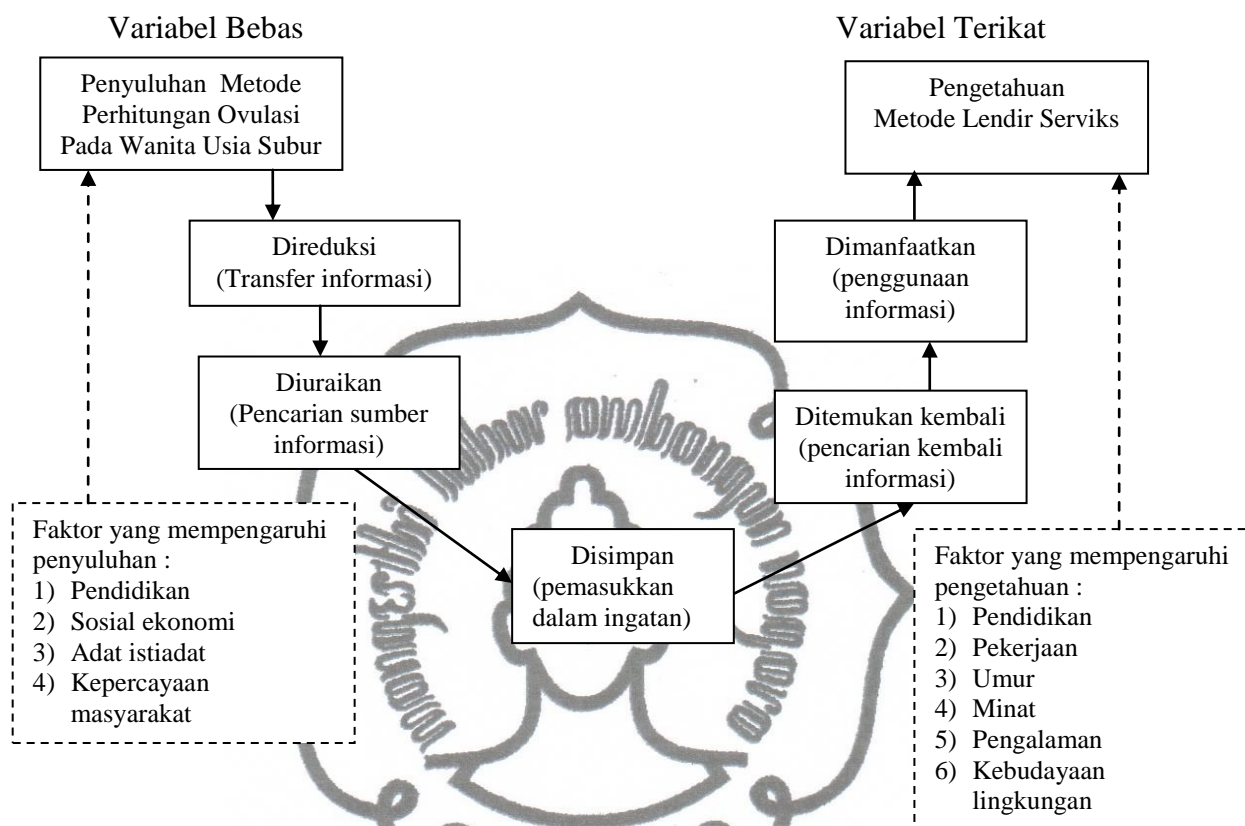 Variabel Bebas
Variabel Terikat
Penyuluhan Metode
Perhitungan Ovulasi
Pada Wanita Usia Subur
Pengetahuan
Metode Lendir Serviks
Direduksi
(Transfer informasi)
Dimanfaatkan
(penggunaan
informasi)
Diuraikan
(Pencarian sumber
informasi)
Ditemukan kembali
(pencarian kembali
informasi)
Disimpan
(pemasukkan
dalam ingatan)
Faktor yang mempengaruhi
penyuluhan :
1) Pendidikan
2) Sosial ekonomi
3) Adat istiadat
4) Kepercayaan
masyarakat
Faktor yang mempengaruhi
pengetahuan :
1) Pendidikan
2) Pekerjaan
3) Umur
4) Minat
5) Pengalaman
6) Kebudayaan
lingkungan